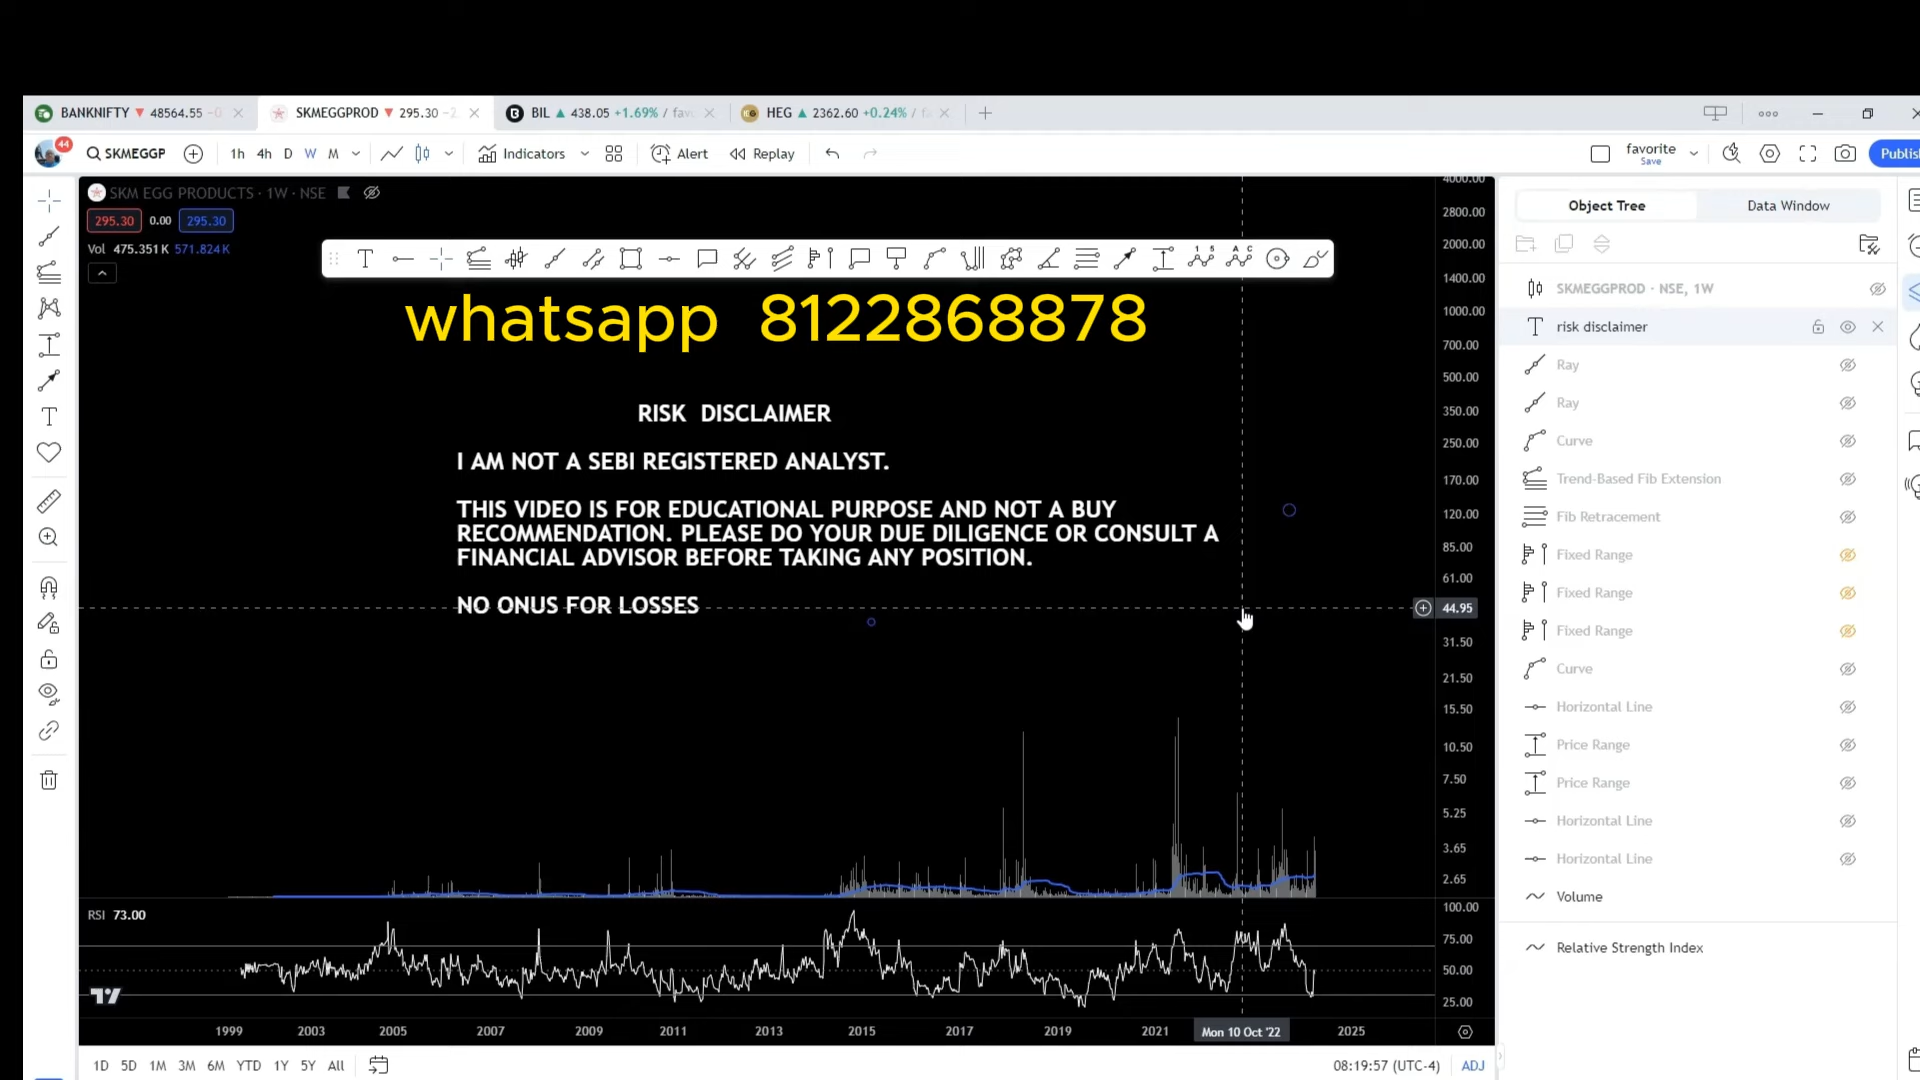 BANKNIFTY ▼ 48564.55 −0
SKMEGGPROD ▼ 295.30 −2
BIL ▲ 438.05 +1.69% / favo
HEG ▲ 2362.60 +0.24% / fa
44
SKMEGGP
1h 4h D W M
Indicators
Alert
Replay
favorite
Save
Publish
SKM EGG PRODUCTS · 1W · NSE
295.30 0.00 295.30
Vol 475.351K 571.824K
whatsapp 8122868878
RISK DISCLAIMER
I AM NOT A SEBI REGISTERED ANALYST.
THIS VIDEO IS FOR EDUCATIONAL PURPOSE AND NOT A BUY
RECOMMENDATION. PLEASE DO YOUR DUE DILIGENCE OR CONSULT A
FINANCIAL ADVISOR BEFORE TAKING ANY POSITION.
NO ONUS FOR LOSSES
4000.00
2800.00
2000.00
1400.00
1000.00
700.00
500.00
350.00
250.00
170.00
120.00
85.00
61.00
44.95
31.50
21.50
15.50
10.50
7.50
5.25
3.65
2.65
RSI 73.00
100.00
75.00
50.00
25.00
1999 2003 2005 2007 2009 2011 2013 2015 2017 2019 2021 Mon 10 Oct '22 2025
1D 5D 1M 3M 6M YTD 1Y 5Y All
08:19:57 (UTC-4) ADJ
Object Tree
Data Window
SKMEGGPROD · NSE, 1W
risk disclaimer
Ray
Ray
Curve
Trend-Based Fib Extension
Fib Retracement
Fixed Range
Fixed Range
Fixed Range
Curve
Horizontal Line
Price Range
Price Range
Horizontal Line
Horizontal Line
Volume
Relative Strength Index